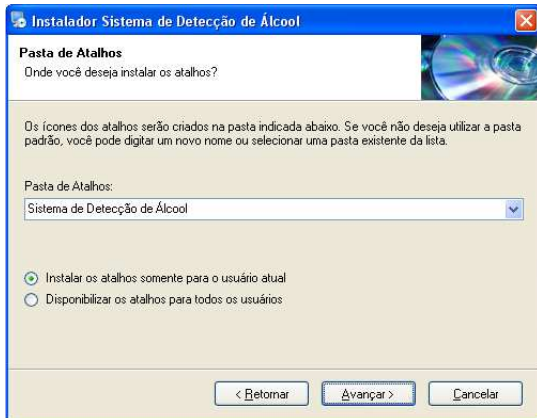 Instalador Sistema de Detecção de Álcool
Pasta de Atalhos
Onde você deseja instalar os atalhos?
Os ícones dos atalhos serão criados na pasta indicada abaixo. Se você não deseja utilizar a pasta
padrão, você pode digitar um novo nome ou selecionar uma pasta existente da lista.
Pasta de Atalhos:
Sistema de Detecção de Álcool
Instalar os atalhos somente para o usuário atual
Disponibilizar os atalhos para todos os usuários
< Retornar
Avançar >
Cancelar